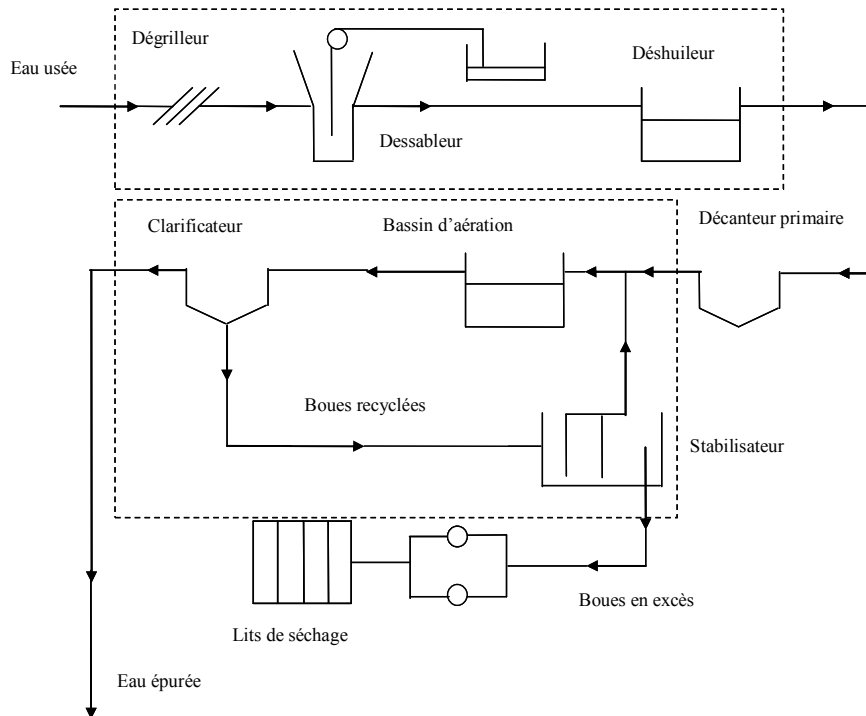 Dégrilleur
Déshuileur
Eau usée
Dessableur
Clarificateur
Bassin d'aération
Décanteur primaire
Boues recyclées
Stabilisateur
Boues en excès
Lits de séchage
Eau épurée